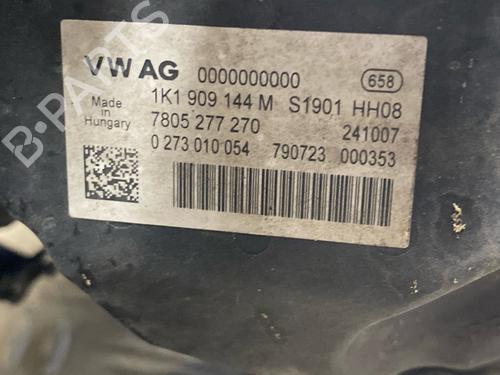 VW AG 0000000000 658
1K1 909 144 M S1901 HH08
Made in Hungary
7805 277 270 241007
0 273 010 054 790723 000353
B-PARTS